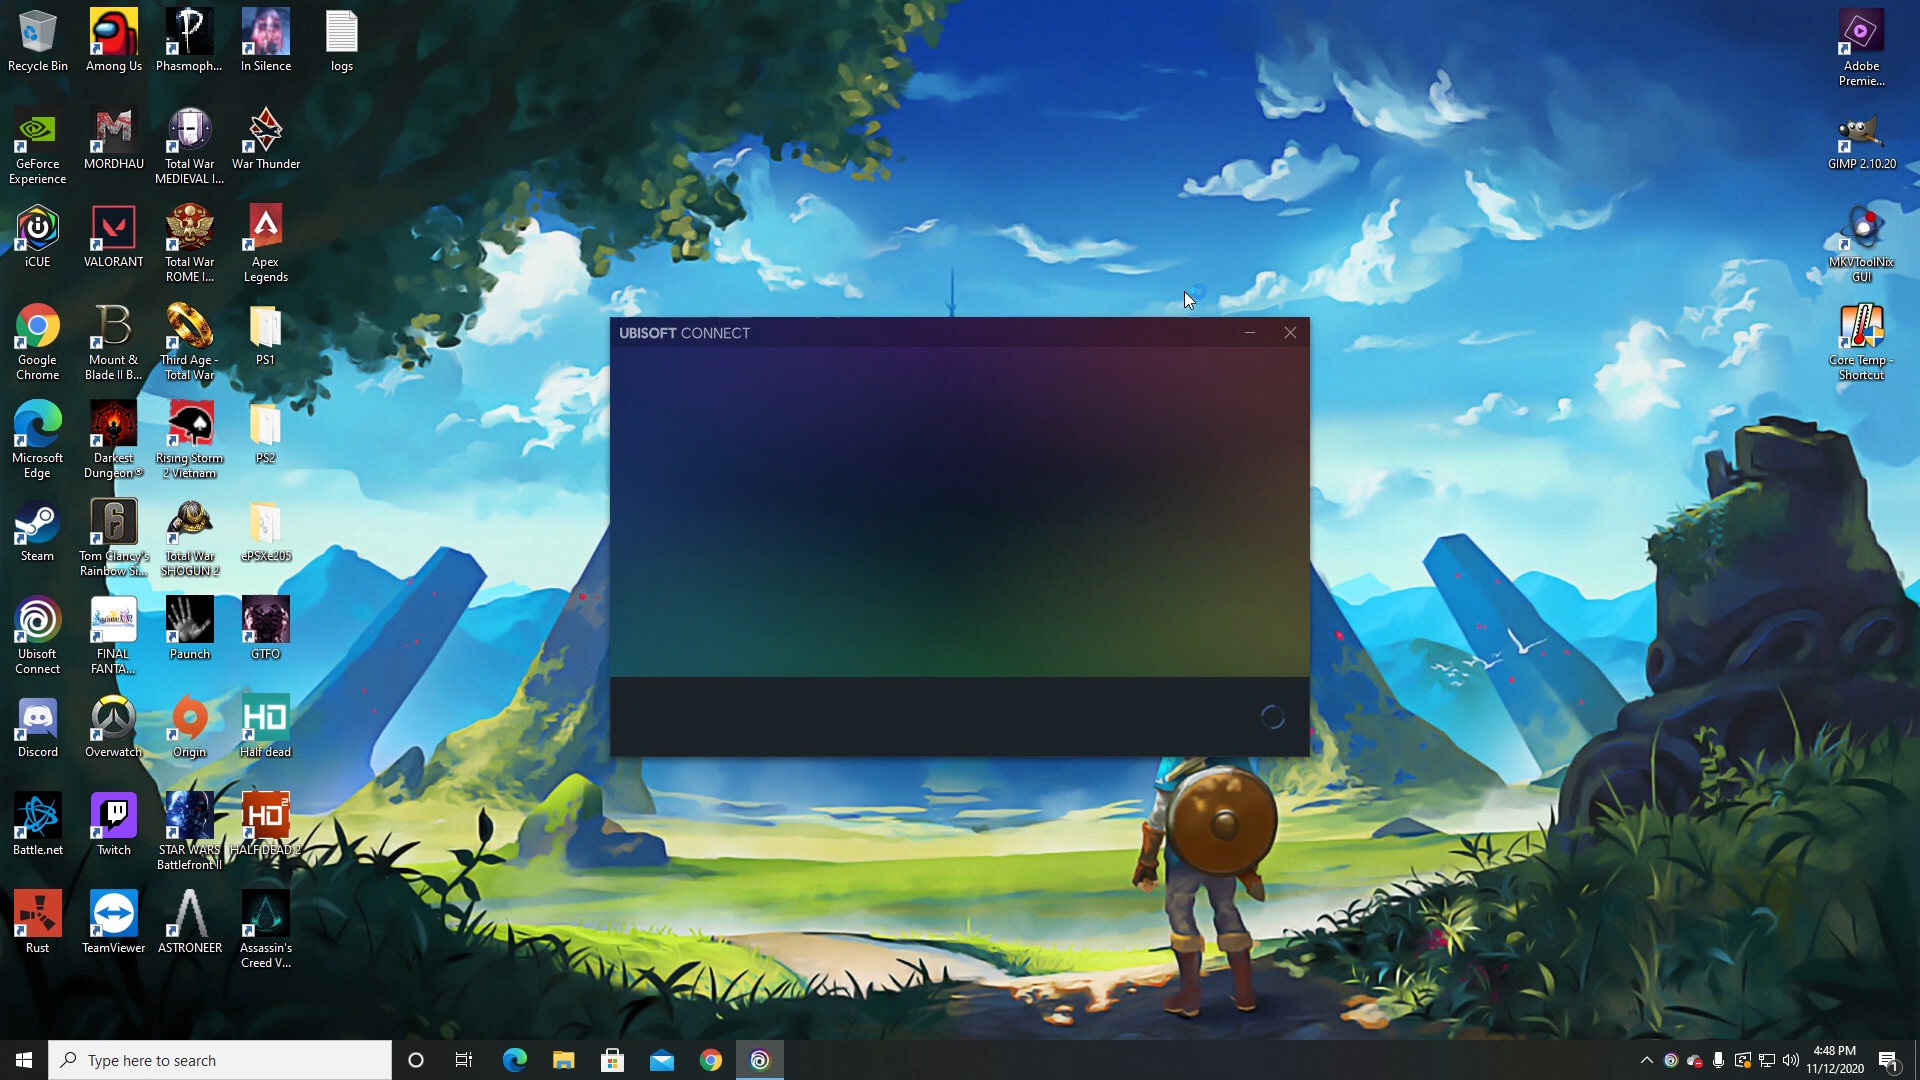 Recycle Bin
Among Us
Phasmoph...
In Silence
logs
GeForce
Experience
MORDHAU
Total War
MEDIEVAL I...
War Thunder
iCUE
VALORANT
Total War
ROME I...
Apex
Legends
Google
Chrome
Mount &
Blade II B...
Third Age -
Total War
PS1
Microsoft
Edge
Darkest
Dungeon®
Rising Storm
2 Vietnam
PS2
Steam
Tom Clancy's
Rainbow Si...
Total War
SHOGUN 2
ePSXe205
Ubisoft
Connect
FINAL
FANTA...
Paunch
GTFO
Discord
Overwatch
Origin
HD
Half dead
Battle.net
Twitch
STAR WARS
Battlefront II
HD2
HALF DEAD 2
Rust
TeamViewer
ASTRONEER
Assassin's
Creed V...
Adobe
Premie...
GIMP 2.10.20
MKVToolNix
GUI
Core Temp -
Shortcut
UBISOFT CONNECT
Type here to search
4:48 PM
11/12/2020
1